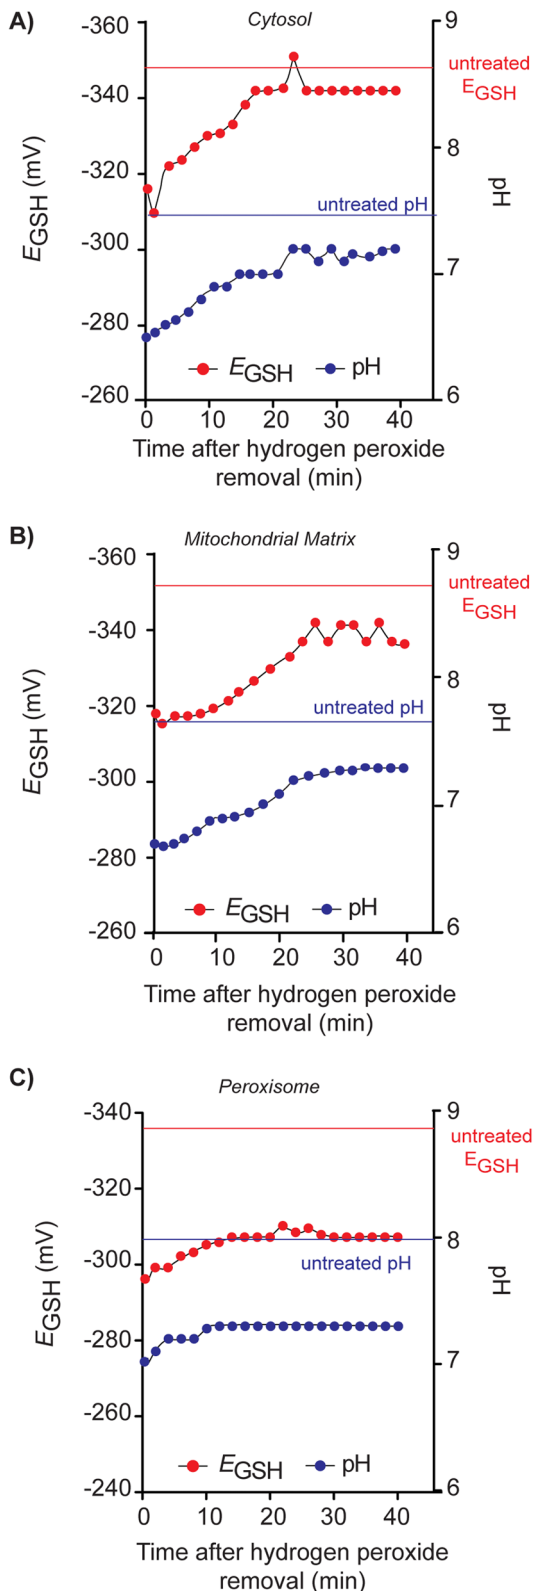 A)
Cytosol
-360
-340
-320
-300
-280
-260
EGSH (mV)
9
8
7
6
pH
untreated
EGSH
untreated pH
EGSH pH
0 10 20 30 40
Time after hydrogen peroxide
removal (min)
B)
Mitochondrial Matrix
-360
-340
-320
-300
-280
-260
EGSH (mV)
9
8
7
6
pH
untreated
EGSH
untreated pH
EGSH pH
0 10 20 30 40
Time after hydrogen peroxide
removal (min)
C)
Peroxisome
-340
-320
-300
-280
-260
-240
EGSH (mV)
9
8
7
6
pH
untreated
EGSH
untreated pH
EGSH pH
0 10 20 30 40
Time after hydrogen peroxide
removal (min)